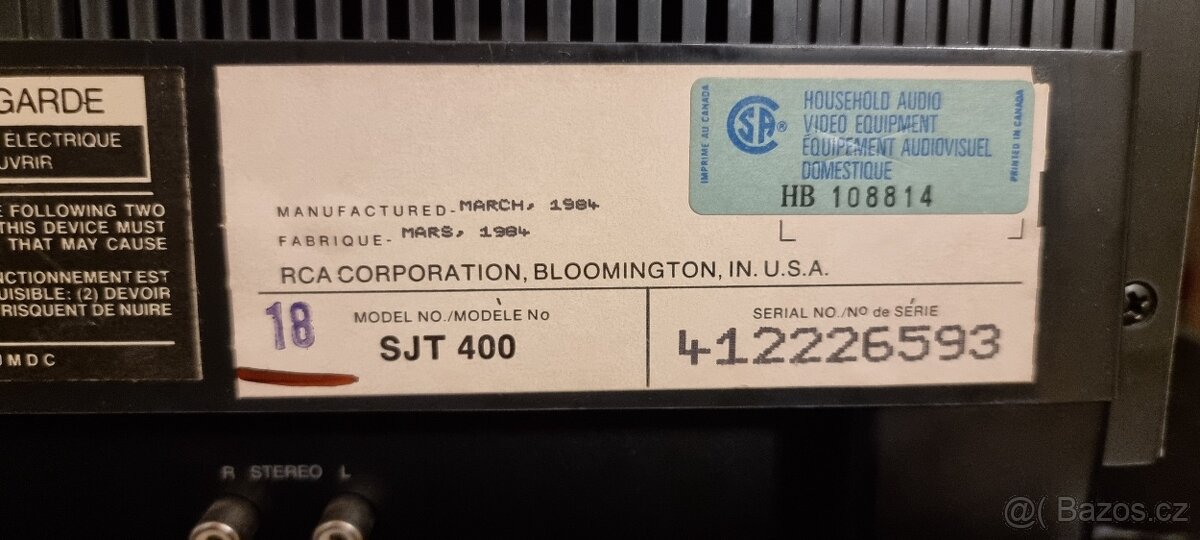 GARDE
ELECTRIQUE
UVRIR
FOLLOWING TWO
THIS DEVICE MUST
THAT MAY CAUSE
NCTIONNEMENT EST
UISIBLE: (2) DEVOIR
RISQUENT DE NUIRE
MDC
IMPRIMÉ AU CANADA
CSA®
HOUSEHOLD AUDIO
VIDEO EQUIPMENT
ÉQUIPEMENT AUDIOVISUEL
DOMESTIQUE
PRINTED IN CANADA
HB 108814
MANUFACTURED- MARCH, 1984
FABRIQUE- MARS, 1984
RCA CORPORATION, BLOOMINGTON, IN. U.S.A.
18
MODEL NO./MODÈLE No
SJT 400
SERIAL NO./No de SÉRIE
412226593
R STEREO L
@( Bazos.cz